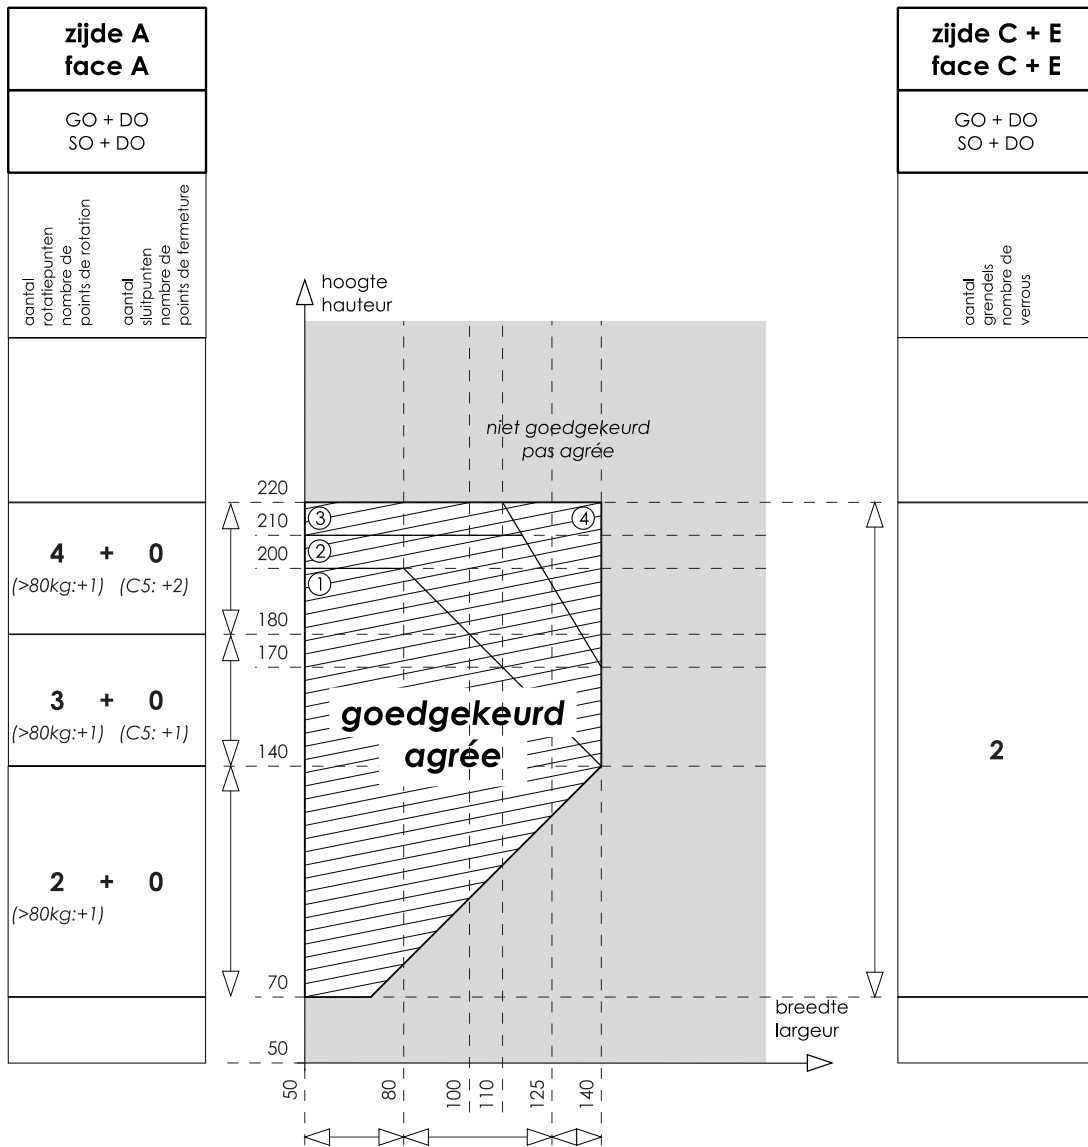 zijde A
face A
GO + DO
SO + DO
aantal
rotatiepunten
nombre de
points de rotation
aantal
sluitpunten
nombre de
points de fermeture
4 + 0
(>80kg:+1) (C5: +2)
3 + 0
(>80kg:+1) (C5: +1)
2 + 0
(>80kg:+1)
hoogte
hauteur
niet goedgekeurd
pas agrée
220
210
200
180
170
140
70
50
3
4
2
1
goedgekeurd
agrée
breedte
largeur
50
80
100
110
125
140
zijde C + E
face C + E
GO + DO
SO + DO
aantal
grendels
nombre de
verrous
2